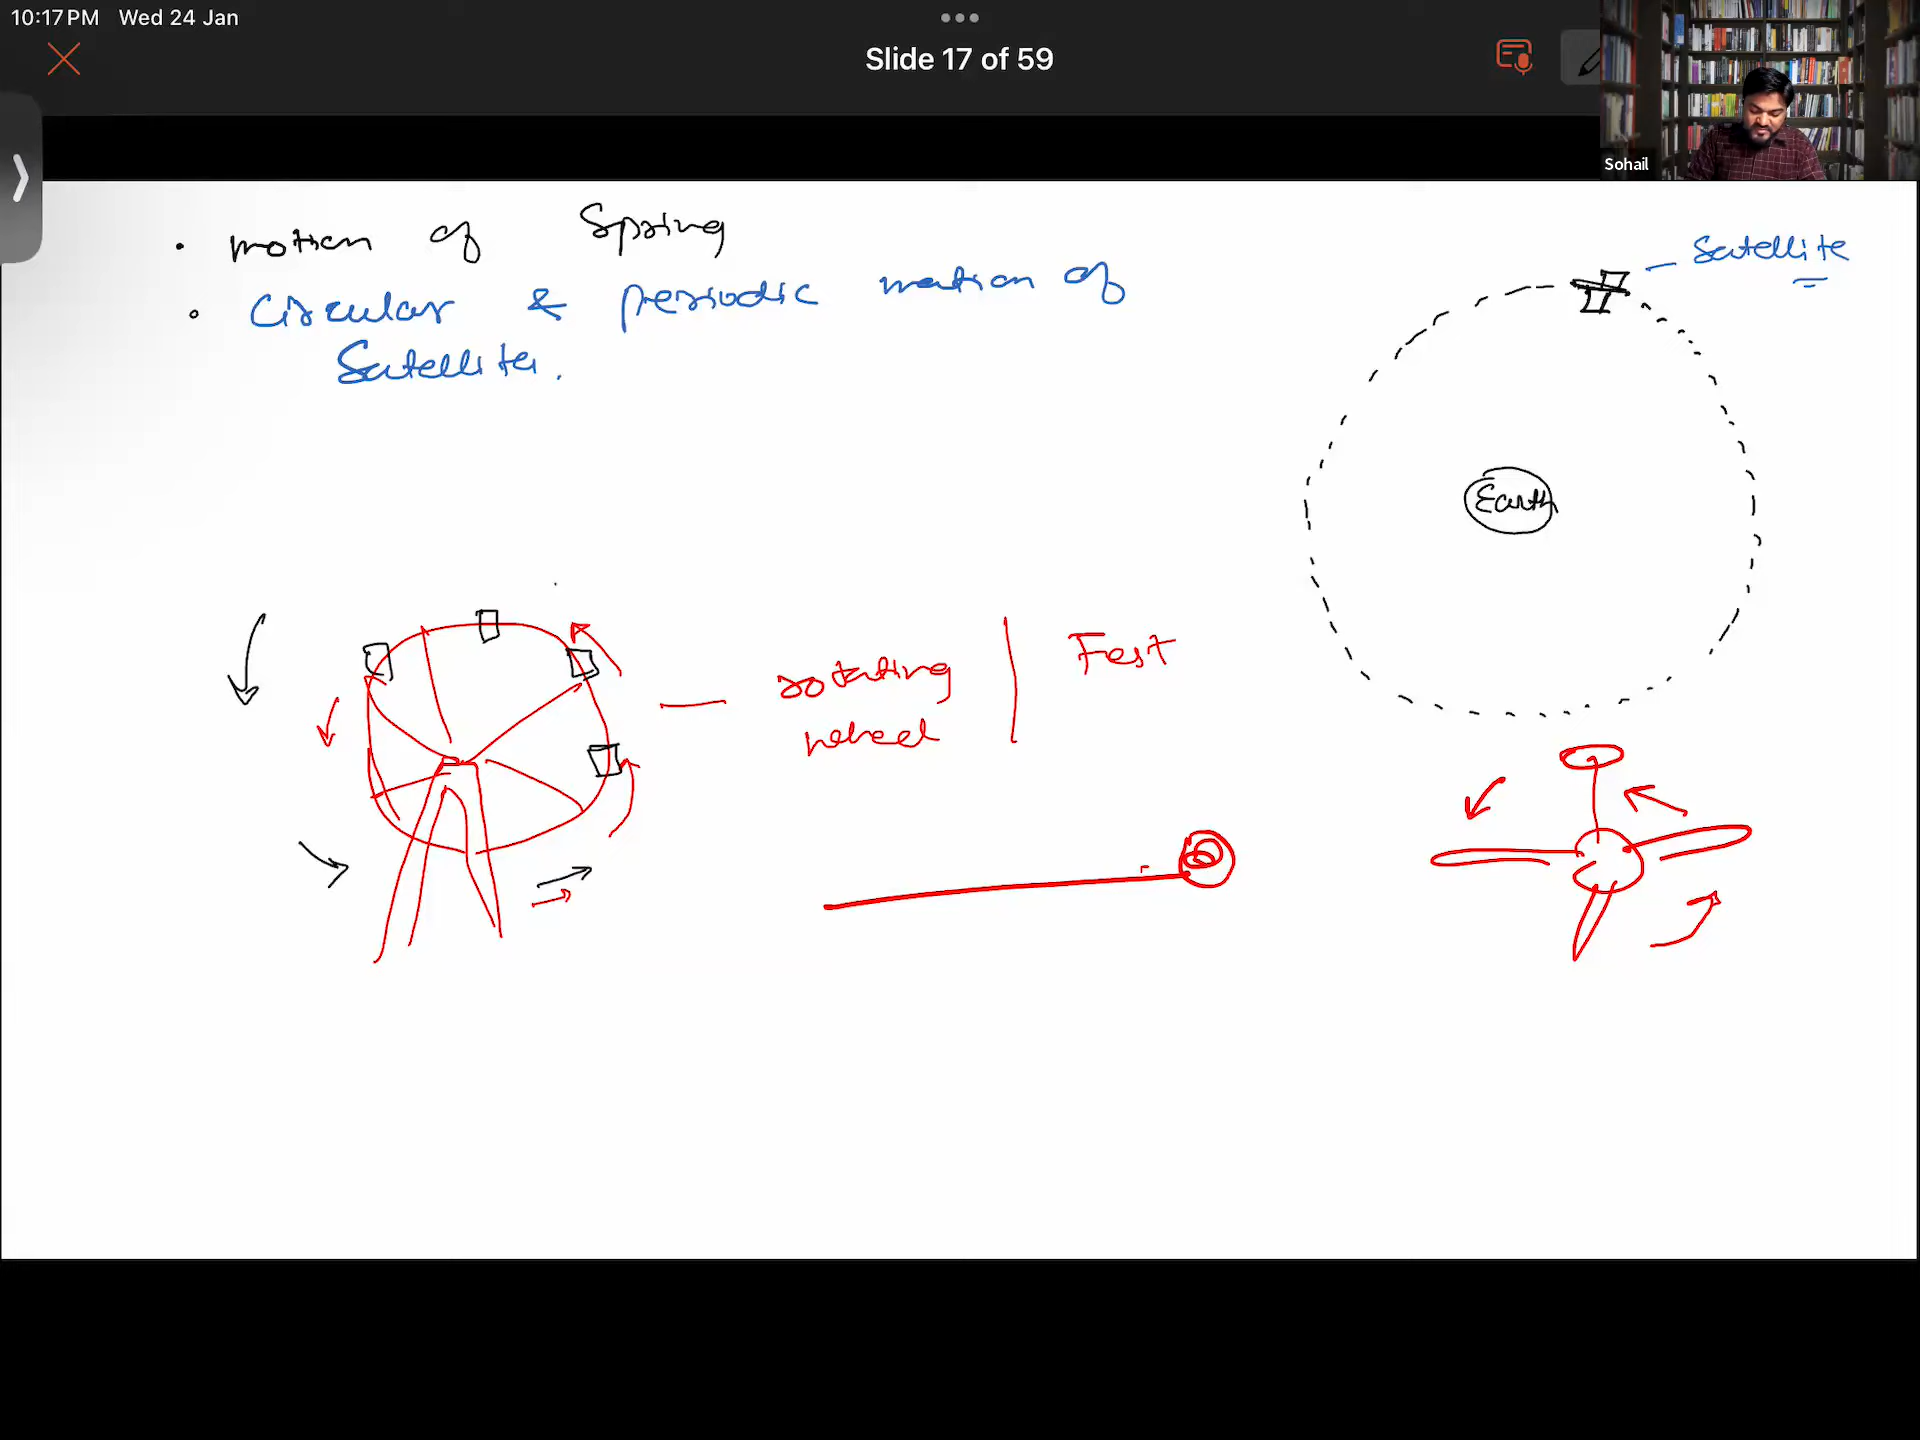 10:17 PM Wed 24 Jan
Slide 17 of 59
Sohail
• motion of Spring
Satellite
• Circular & periodic motion of
Satellites.
Earth
rotating
wheel
Fest